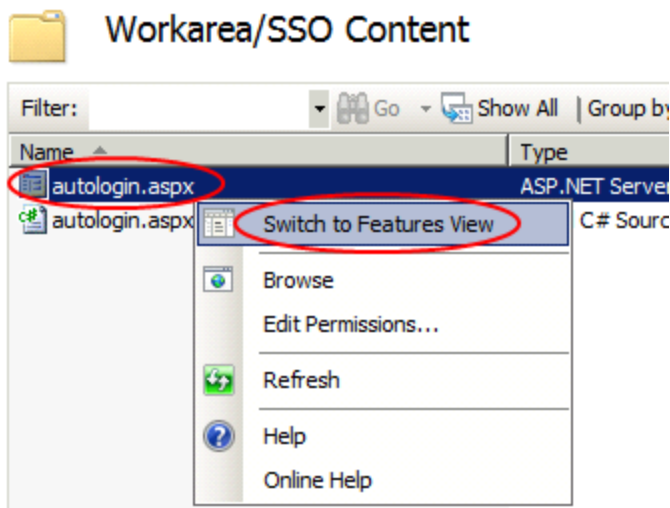 Workarea/SSO Content
Filter: Go Show All Group by
Name Type
autologin.aspx ASP.NET Server
autologin.aspx C# Sourc
Switch to Features View
Browse
Edit Permissions...
Refresh
Help
Online Help